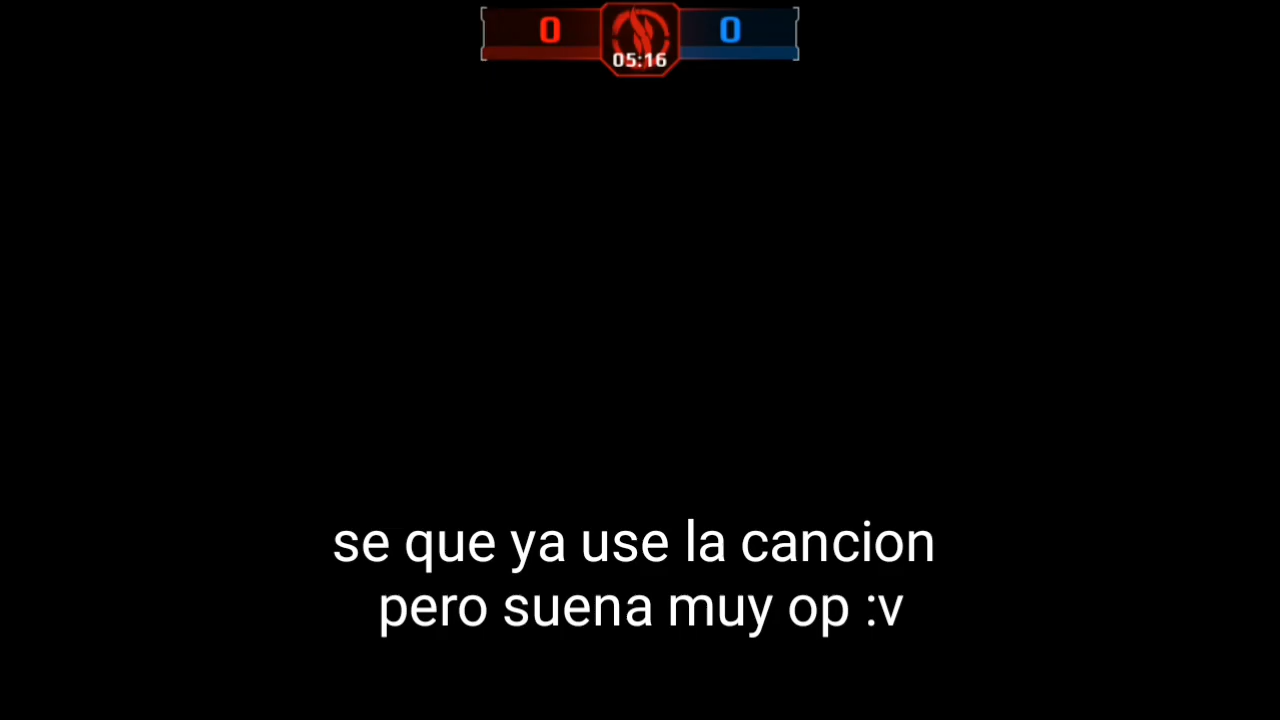 0
0
05:16
se que ya use la cancion
pero suena muy op :v